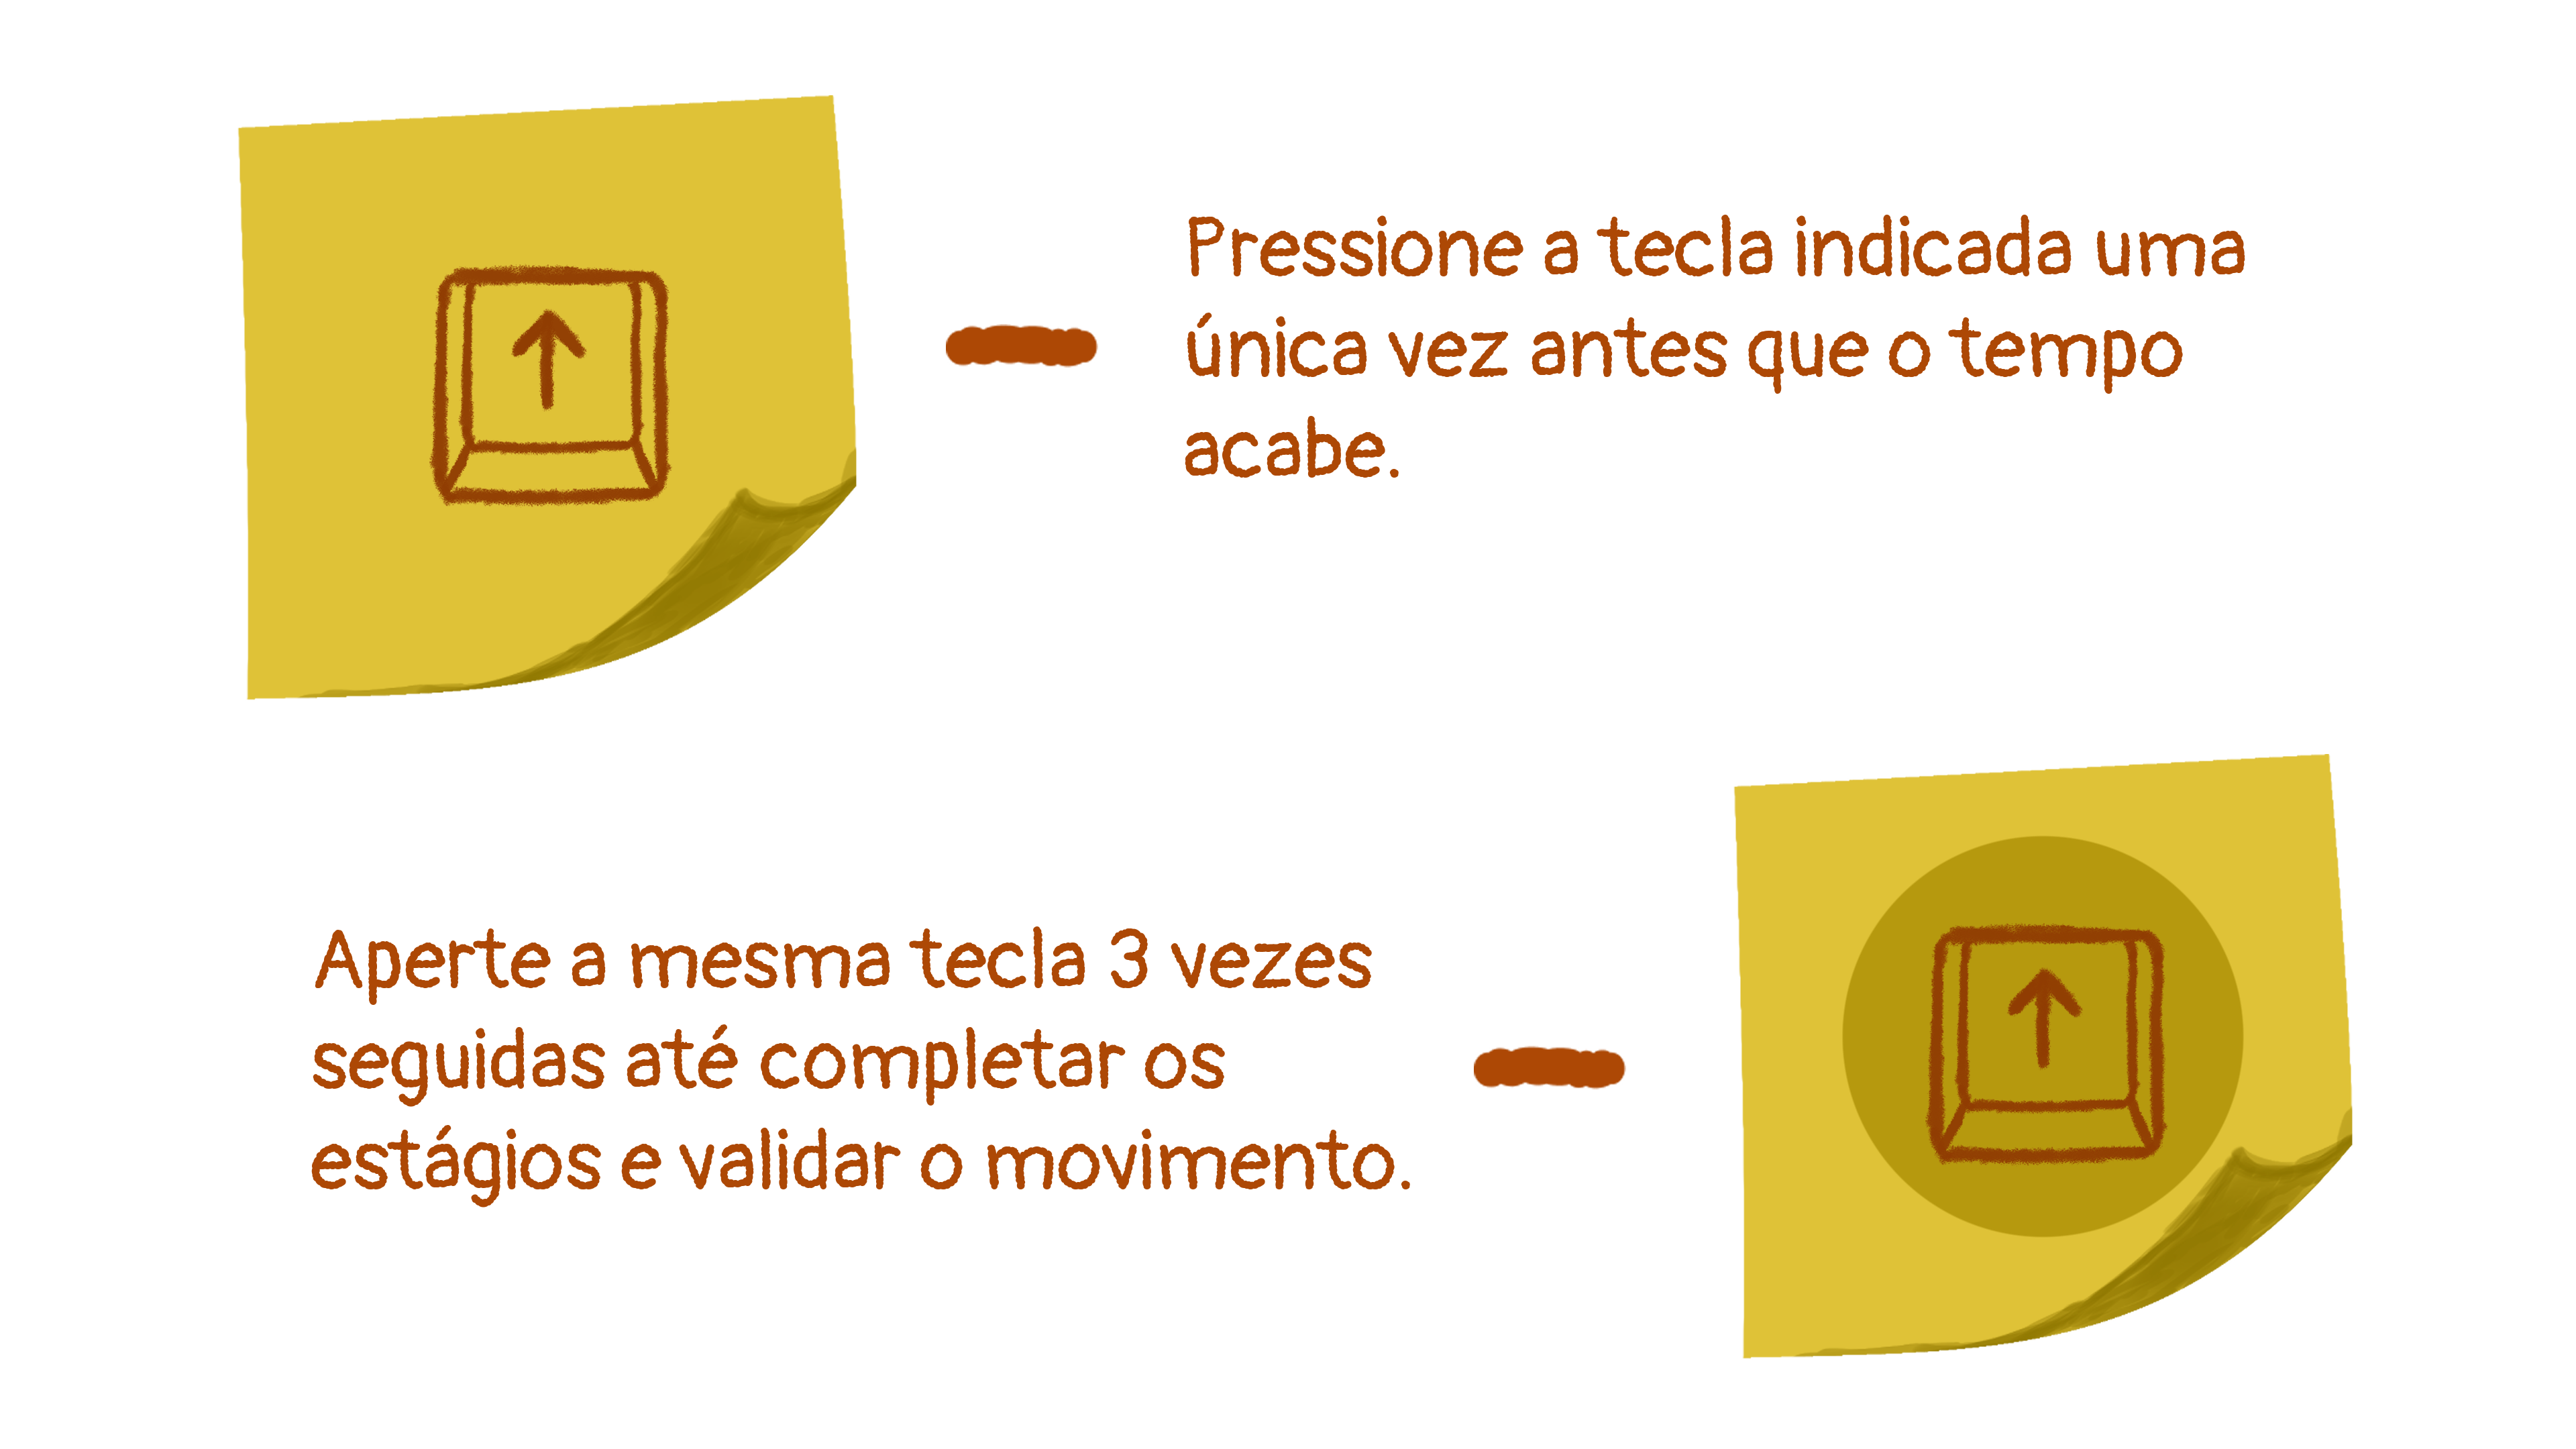 Pressione a tecla indicada uma
única vez antes que o tempo
acabe.
Aperte a mesma tecla 3 vezes
seguidas até completar os
estágios e validar o movimento.